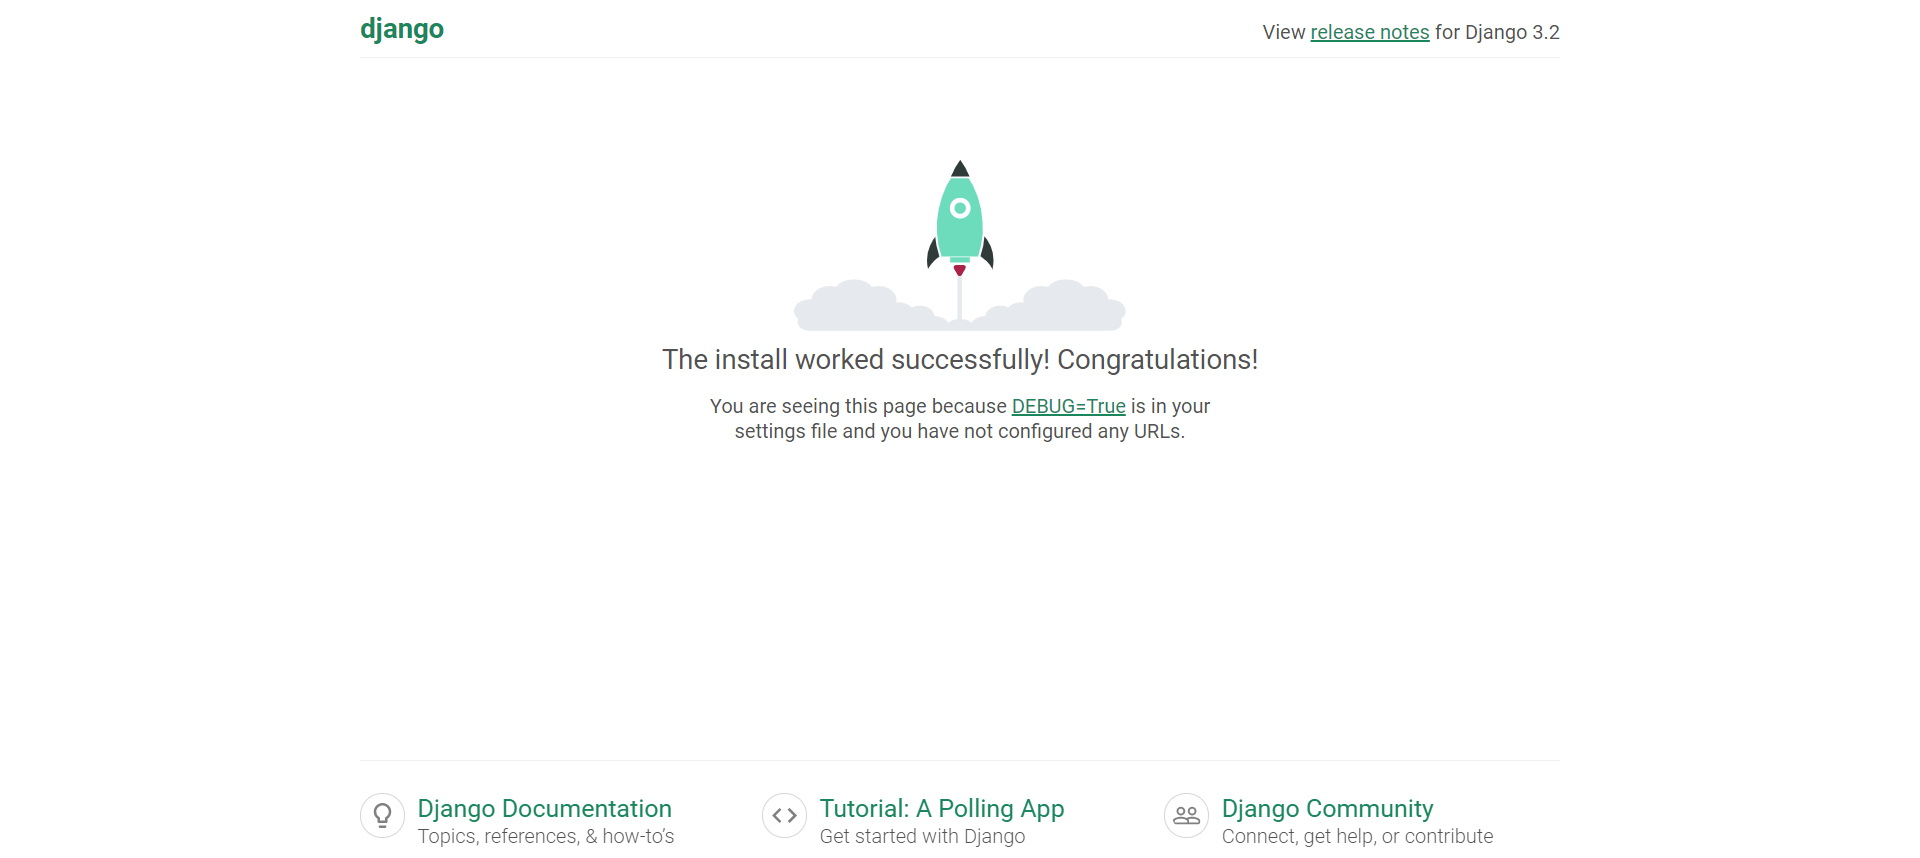 django
View release notes for Django 3.2
The install worked successfully! Congratulations!
You are seeing this page because DEBUG=True is in your
settings file and you have not configured any URLs.
Django Documentation
Topics, references, & how-to’s
Tutorial: A Polling App
Get started with Django
Django Community
Connect, get help, or contribute